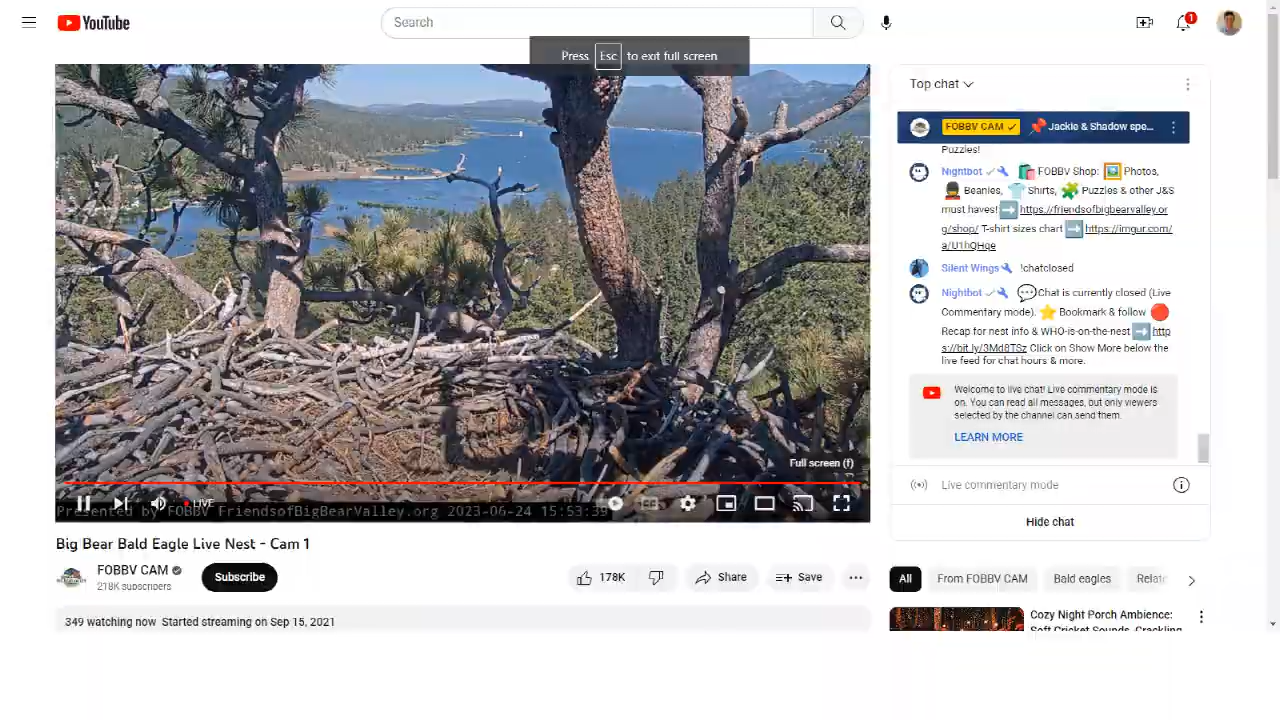 YouTube
Search
1
Press Esc to exit full screen
Top chat
FOBBV CAM Jackie & Shadow spe...
Puzzles!
Nightbot FOBBV Shop: Photos,
Beanies, Shirts, Puzzles & other J&S
must haves! https://friendsofbigbearvalley.or
g/shop/ T-shirt sizes chart https://imgur.com/
a/U1hQHqe
Silent Wings !chatclosed
Nightbot Chat is currently closed (Live
Commentary mode). Bookmark & follow
Recap for nest info & WHO-is-on-the-nest http
s://bit.ly/3Md8TSz Click on Show More below the
live feed for chat hours & more.
Welcome to live chat! Live commentary mode is
on. You can read all messages, but only viewers
selected by the channel can send them.
LEARN MORE
Live commentary mode
Hide chat
Full screen (f)
LIVE
Presented by FOBBV FriendsofBigBearValley.org 2023-06-24 15:53:39
Big Bear Bald Eagle Live Nest - Cam 1
FOBBV CAM
218K subscribers
Subscribe
178K
Share
Save
349 watching now Started streaming on Sep 15, 2021
All
From FOBBV CAM
Bald eagles
Relate
Cozy Night Porch Ambience:
Soft Cricket Sounds, Crackling